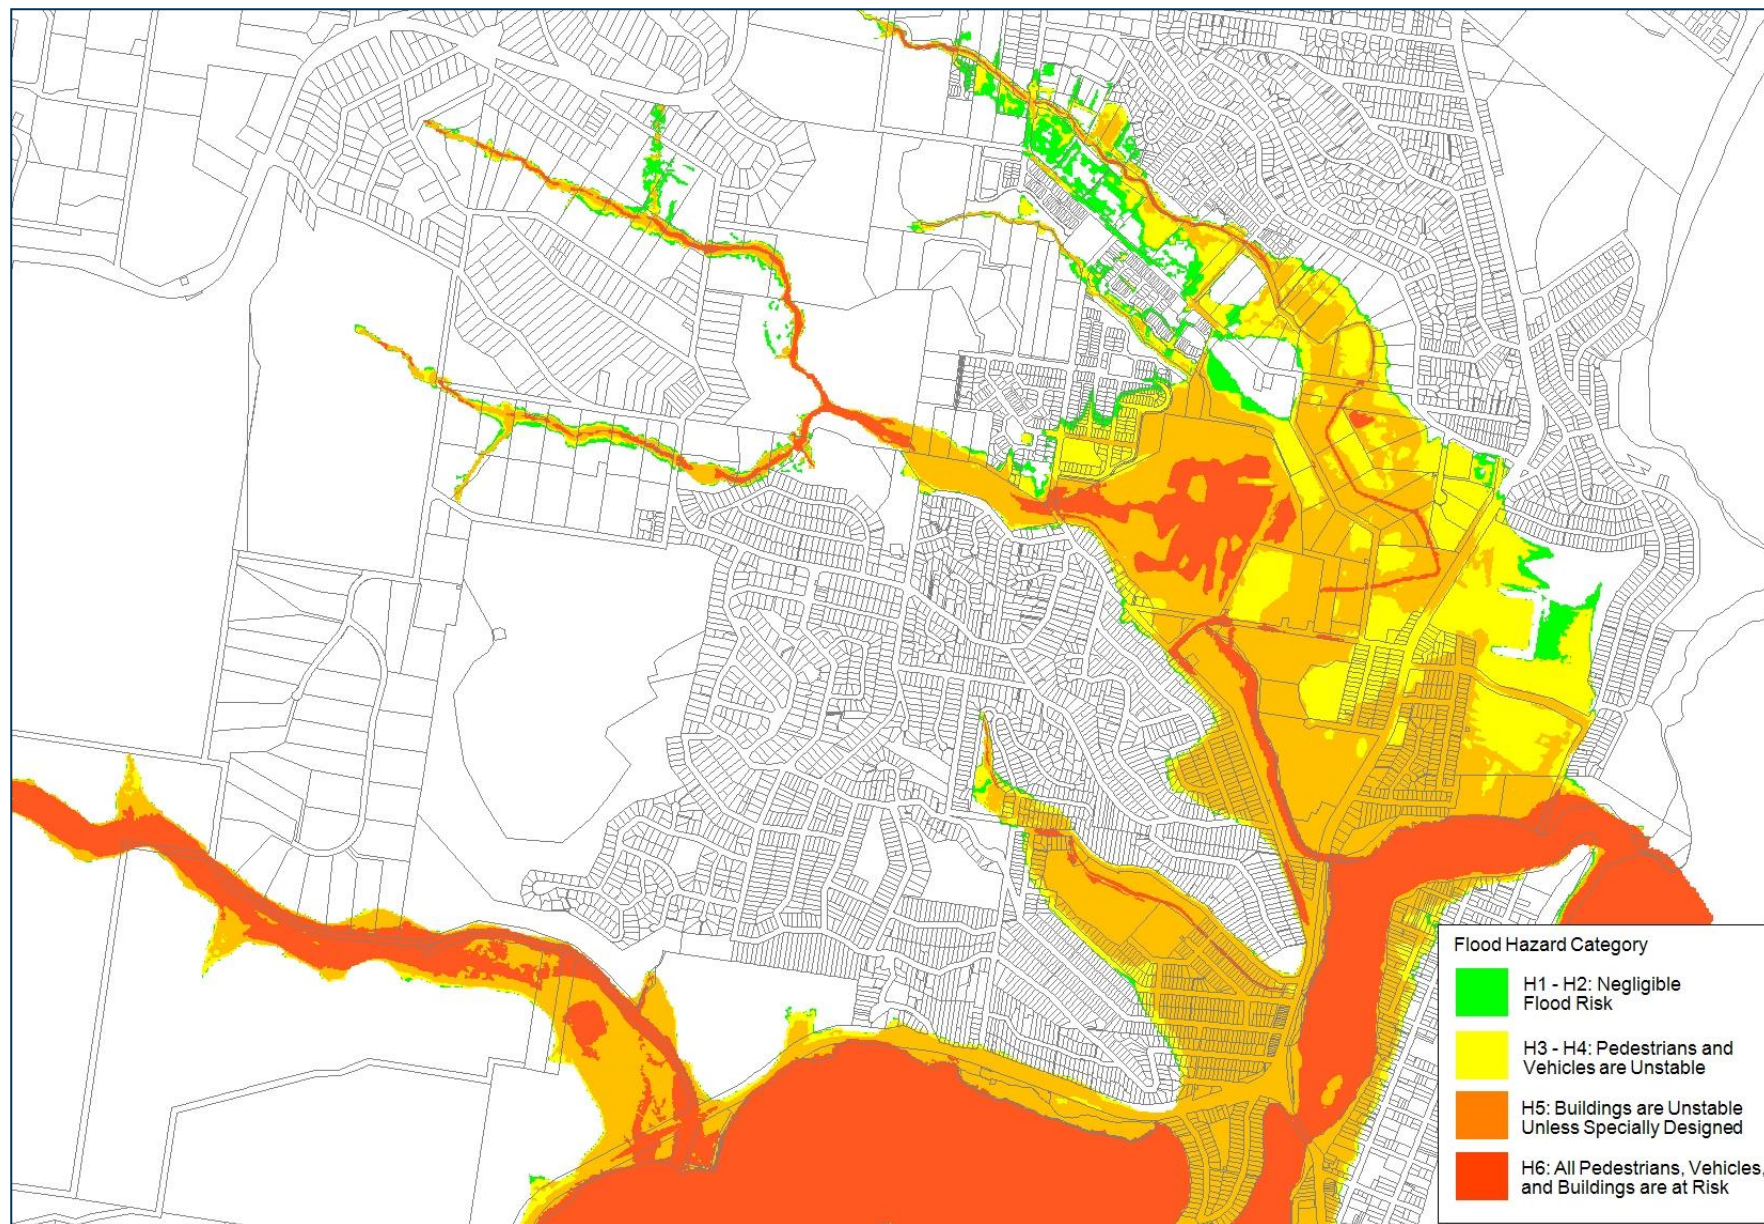 Flood Hazard Category
H1 - H2: Negligible
Flood Risk
H3 - H4: Pedestrians and
Vehicles are Unstable
H5: Buildings are Unstable
Unless Specially Designed
H6: All Pedestrians, Vehicles,
and Buildings are at Risk